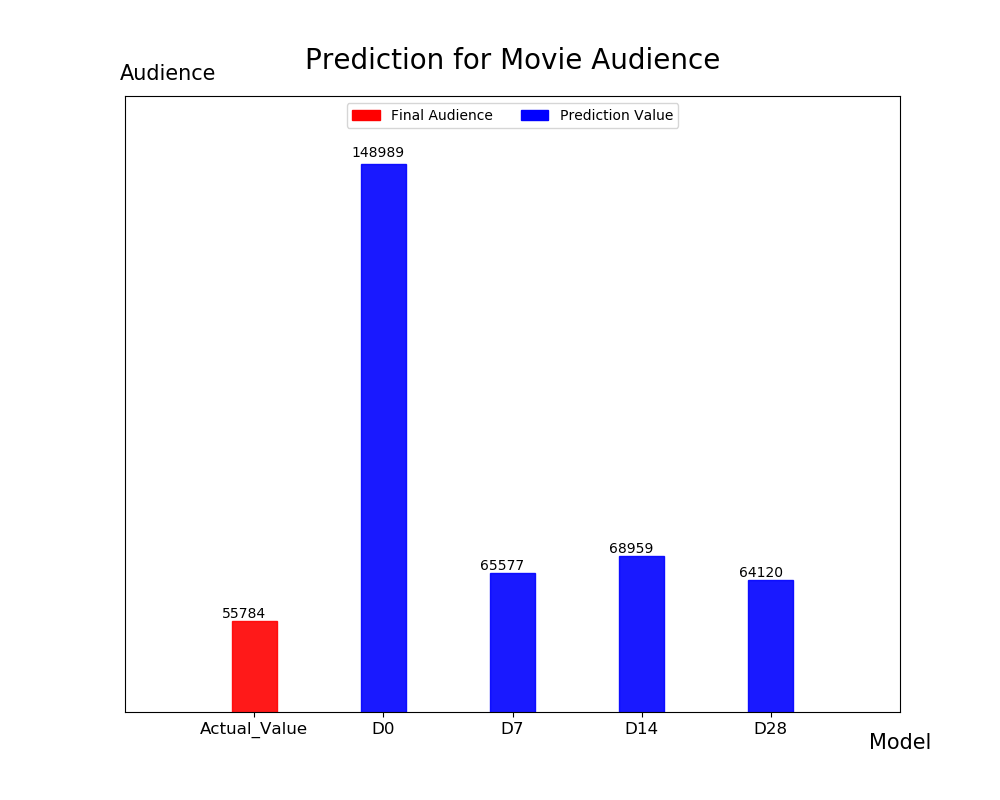 Prediction for Movie Audience
Audience
Final Audience
Prediction Value
148989
68959
65577
64120
55784
Actual_Value
D0
D7
D14
D28
Model